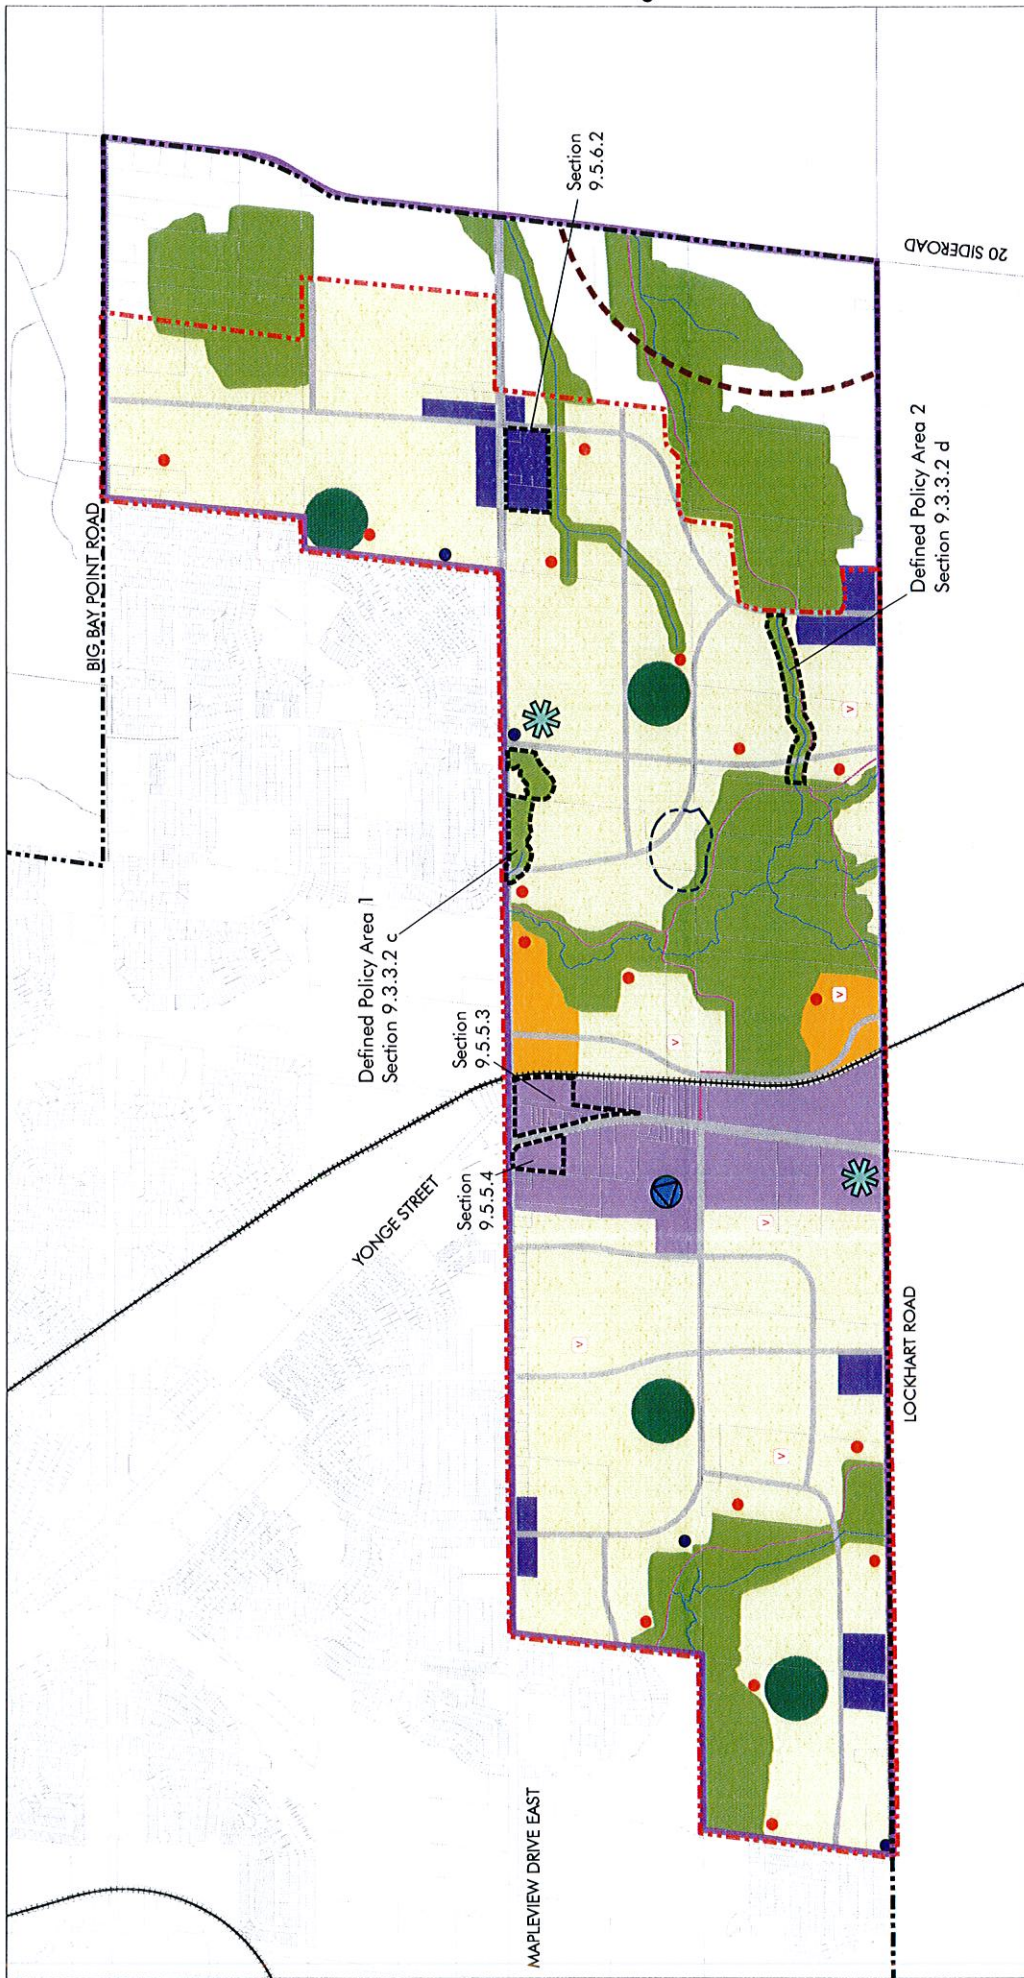 BIG BAY POINT ROAD
Section
9.5.6.2
20 SIDEROAD
Defined Policy Area 2
Section 9.3.3.2 d
Defined Policy Area 1
Section 9.3.3.2 c
Section
9.5.5.3
Section
9.5.5.4
YONGE STREET
V
V
V
V
V
V
LOCKHART ROAD
MAPLEVIEW DRIVE EAST